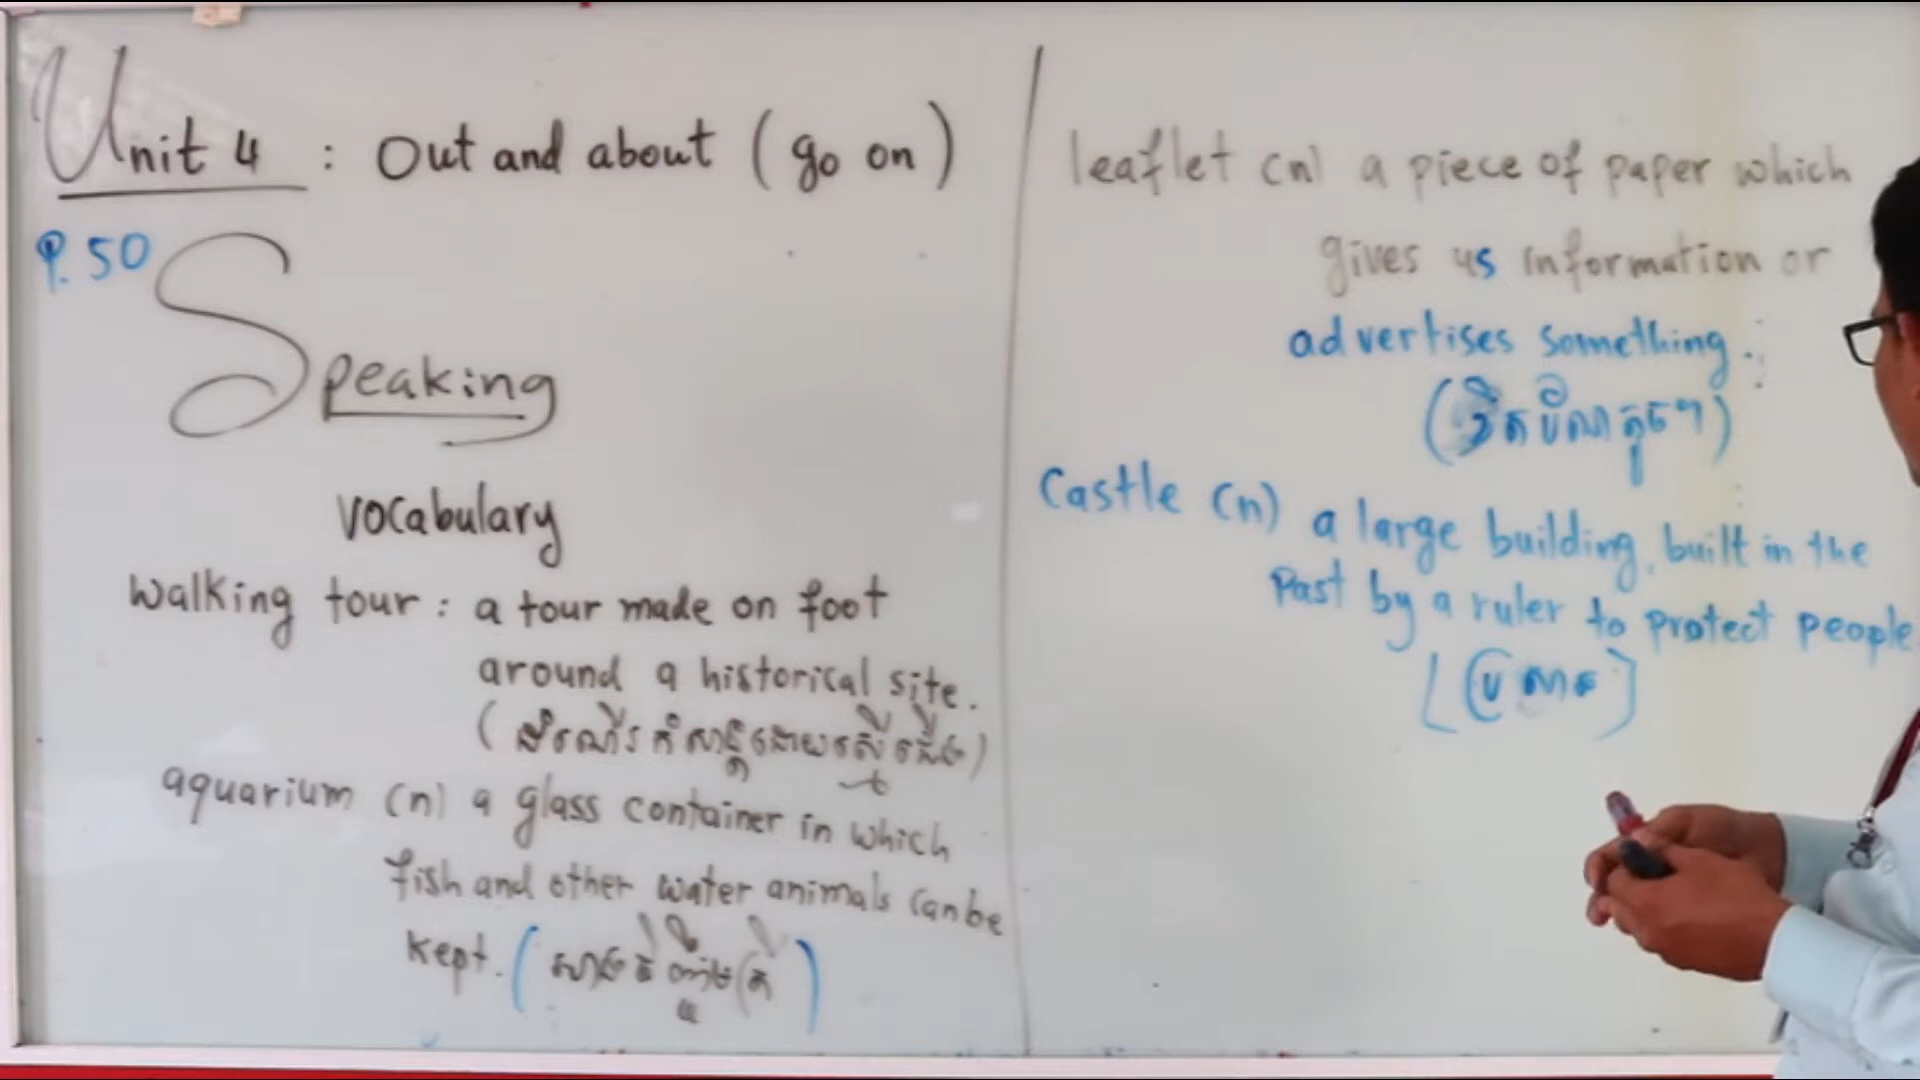 Unit 4 : Out and about (go on)
P. 50
Speaking
vocabulary
walking tour : a tour made on foot
around a historical site.
aquarium (n) a glass container in which
fish and other water animals can be
kept.
leaflet (n) a piece of paper which
gives us information or
advertises something.
Castle (n) a large building, built in the
Past by a ruler to protect people